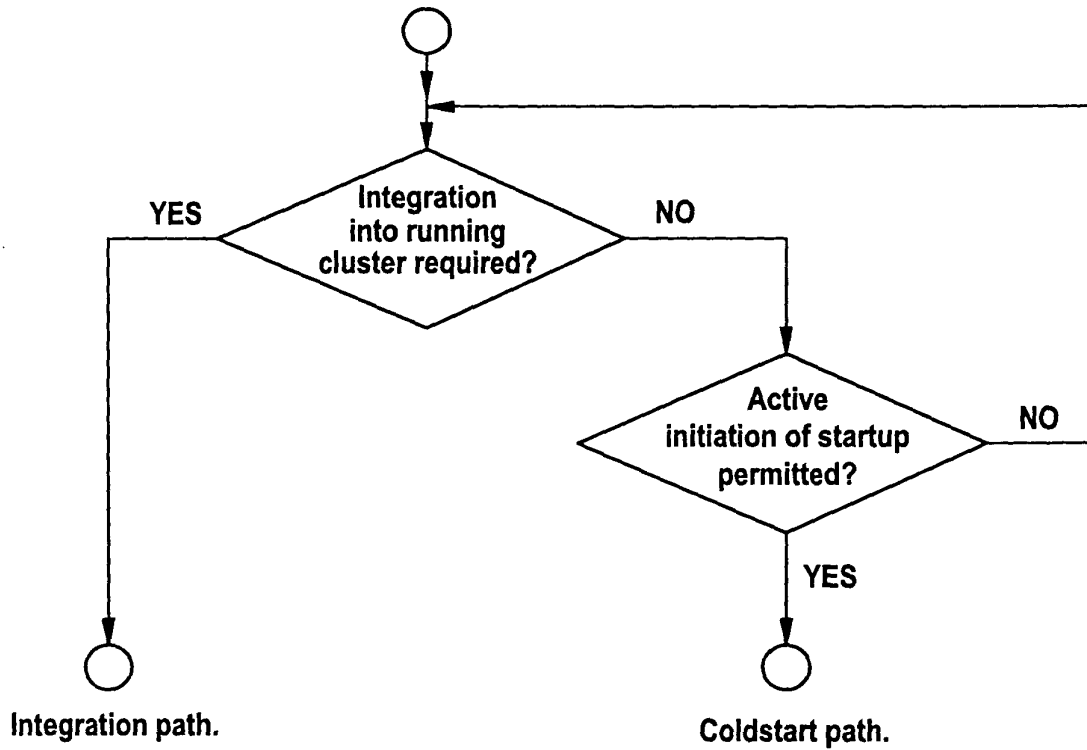 YES
Integration
into running
cluster required?
NO
Active
initiation of startup
permitted?
NO
YES
Integration path.
Coldstart path.